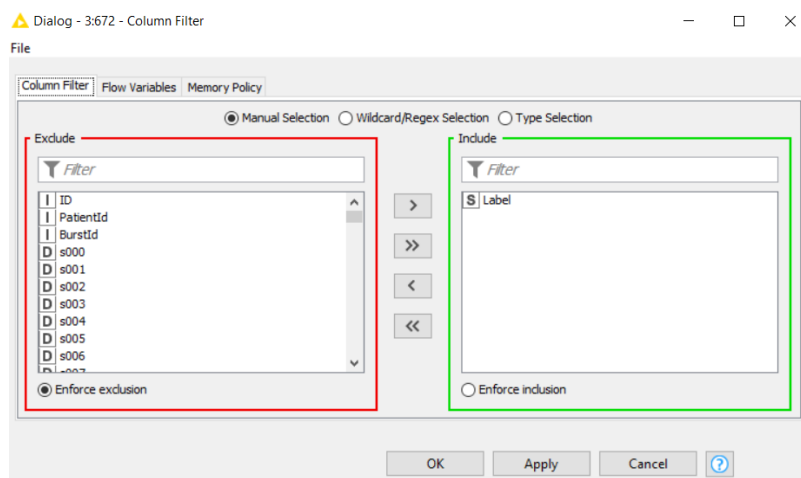 Dialog - 3:672 - Column Filter
File
Column Filter Flow Variables Memory Policy
Manual Selection Wildcard/Regex Selection Type Selection
Exclude
Filter
I ID
I PatientId
I BurstId
D s000
D s001
D s002
D s003
D s004
D s005
D s006
D s007
Enforce exclusion
>
>>
<
<<
Include
Filter
S Label
Enforce inclusion
OK Apply Cancel ?